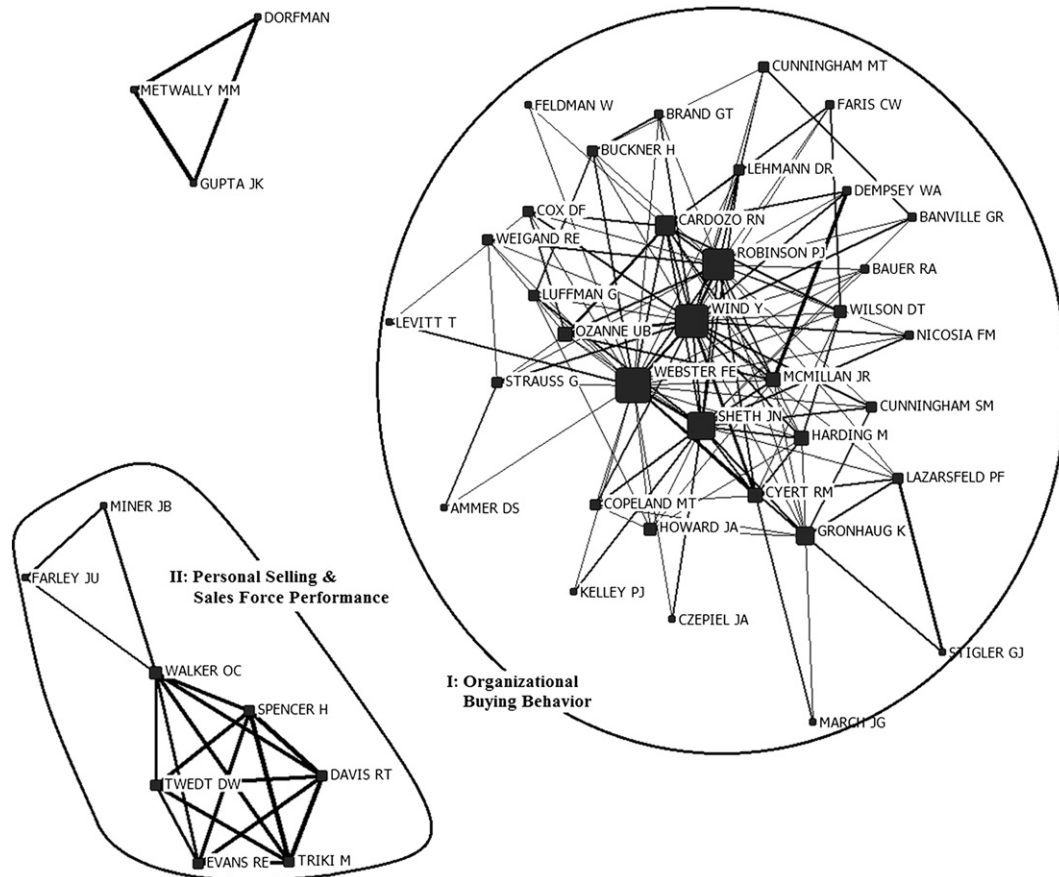 DORFMAN
METWALLY MM
GUPTA JK
CUNNINGHAM MT
FELDMAN W
BRAND GT
FARIS CW
BUCKNER H
LEHMANN DR
DEMPSEY WA
COX DF
CARDOZO RN
BANVILLE GR
WEIGAND RE
ROBINSON PJ
BAUER RA
LUFFMAN G
WIND Y
WILSON DT
LEVITT T
OZANNE UB
NICOSIA FM
WEBSTER FE
MCMILLAN JR
STRAUSS G
CUNNINGHAM SM
SHETH JN
HARDING M
LAZARSFELD PF
CYERT RM
COPELAND MT
AMMER DS
HOWARD JA
GRONHAUG K
KELLEY PJ
CZEPIEL JA
STIGLER GJ
MARCH JG
I: Organizational
Buying Behavior
MINER JB
FARLEY JU
II: Personal Selling &
Sales Force Performance
WALKER OC
SPENCER H
TWEDT DW
DAVIS RT
EVANS RE
TRIKI M